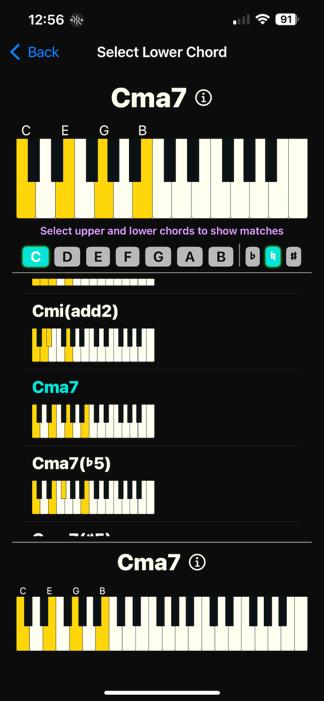 12:56
91
Back
Select Lower Chord
Cma7
C E G B
Select upper and lower chords to show matches
C D E F G A B ♭ ♮ ♯
Cmi(add2)
Cma7
Cma7(♭5)
Cma7
C E G B